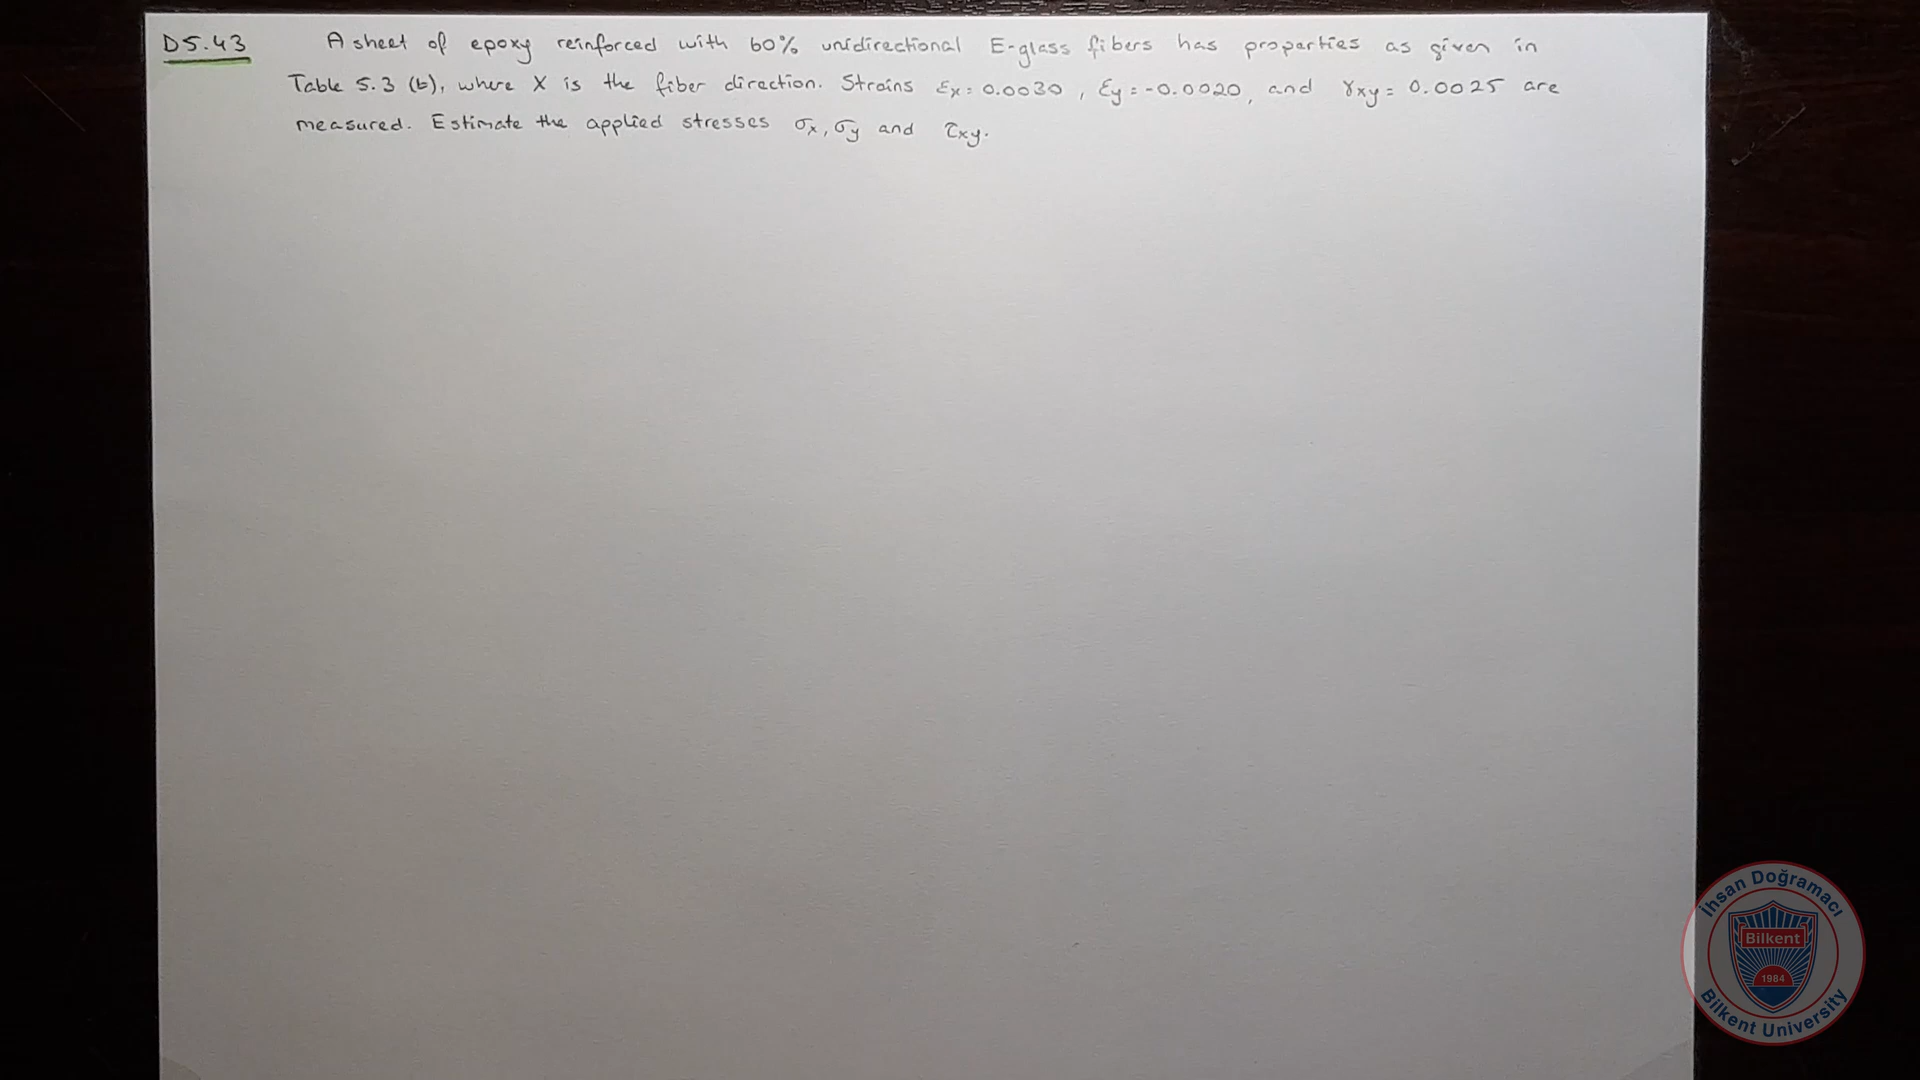 D5.43 A sheet of epoxy reinforced with 60% unidirectional E-glass fibers has properties as given in
Table 5.3 (b), where X is the fiber direction. Strains εx = 0.0030, εy = -0.0020, and γxy = 0.0025 are
measured. Estimate the applied stresses σx, σy and τxy.
İhsan Doğramacı
Bilkent
1984
Bilkent University